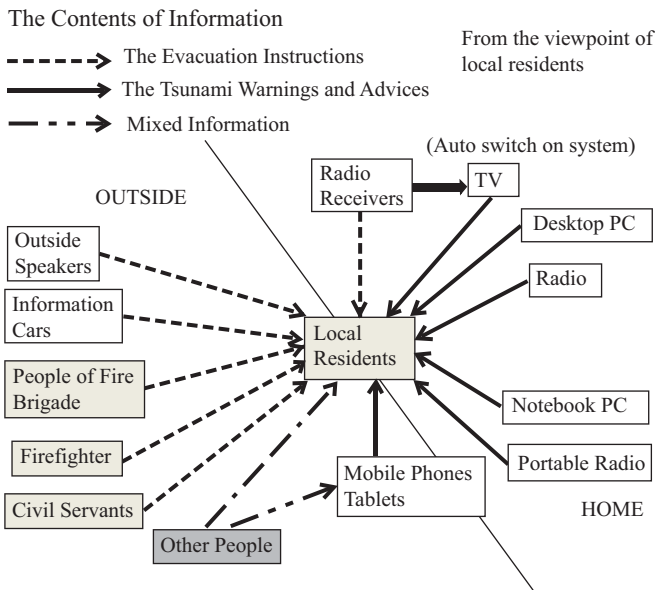 The Contents of Information
The Evacuation Instructions
The Tsunami Warnings and Advices
Mixed Information
From the viewpoint of
local residents
(Auto switch on system)
OUTSIDE
Radio
Receivers
TV
Desktop PC
Outside
Speakers
Radio
Information
Cars
Local
Residents
People of Fire
Brigade
Notebook PC
Firefighter
Mobile Phones
Tablets
Portable Radio
Civil Servants
HOME
Other People